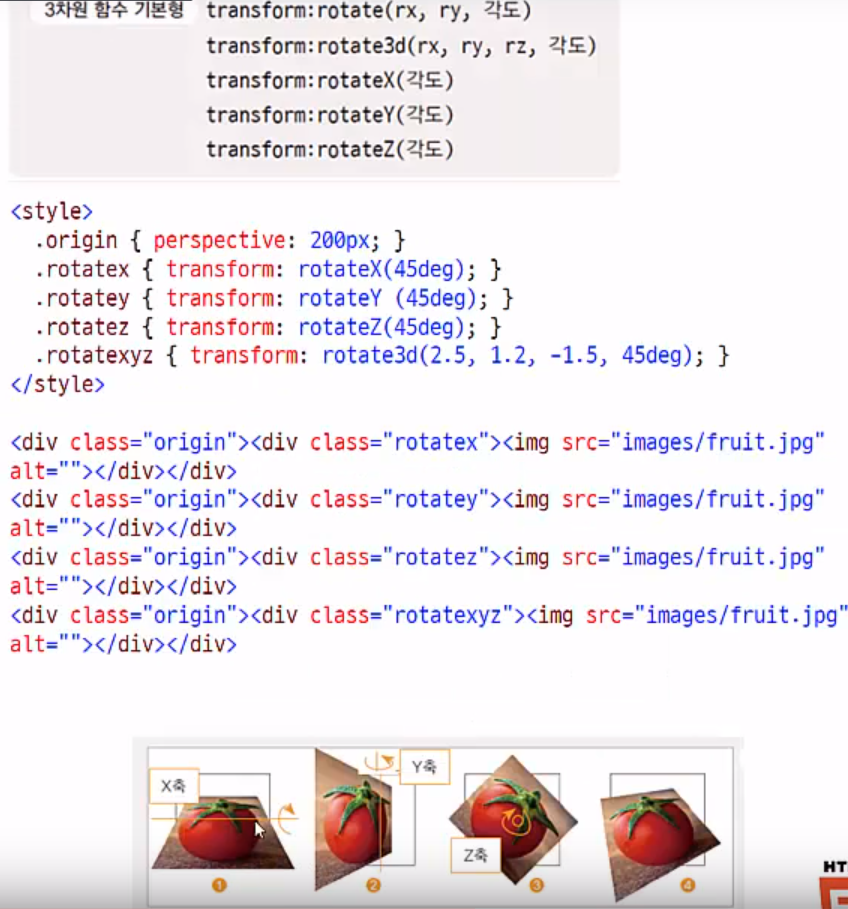 3차원 함수 기본형 transform:rotate(rx, ry, 각도)
transform:rotate3d(rx, ry, rz, 각도)
transform:rotateX(각도)
transform:rotateY(각도)
transform:rotateZ(각도)
<style>
.origin { perspective: 200px; }
.rotatex { transform: rotateX(45deg); }
.rotatey { transform: rotateY (45deg); }
.rotatez { transform: rotateZ(45deg); }
.rotatexyz { transform: rotate3d(2.5, 1.2, -1.5, 45deg); }
</style>
<div class="origin"><div class="rotatex"><img src="images/fruit.jpg"
alt=""></div></div>
<div class="origin"><div class="rotatey"><img src="images/fruit.jpg"
alt=""></div></div>
<div class="origin"><div class="rotatez"><img src="images/fruit.jpg"
alt=""></div></div>
<div class="origin"><div class="rotatexyz"><img src="images/fruit.jpg"
alt=""></div></div>
X축
Y축
Z축
1 2 3 4